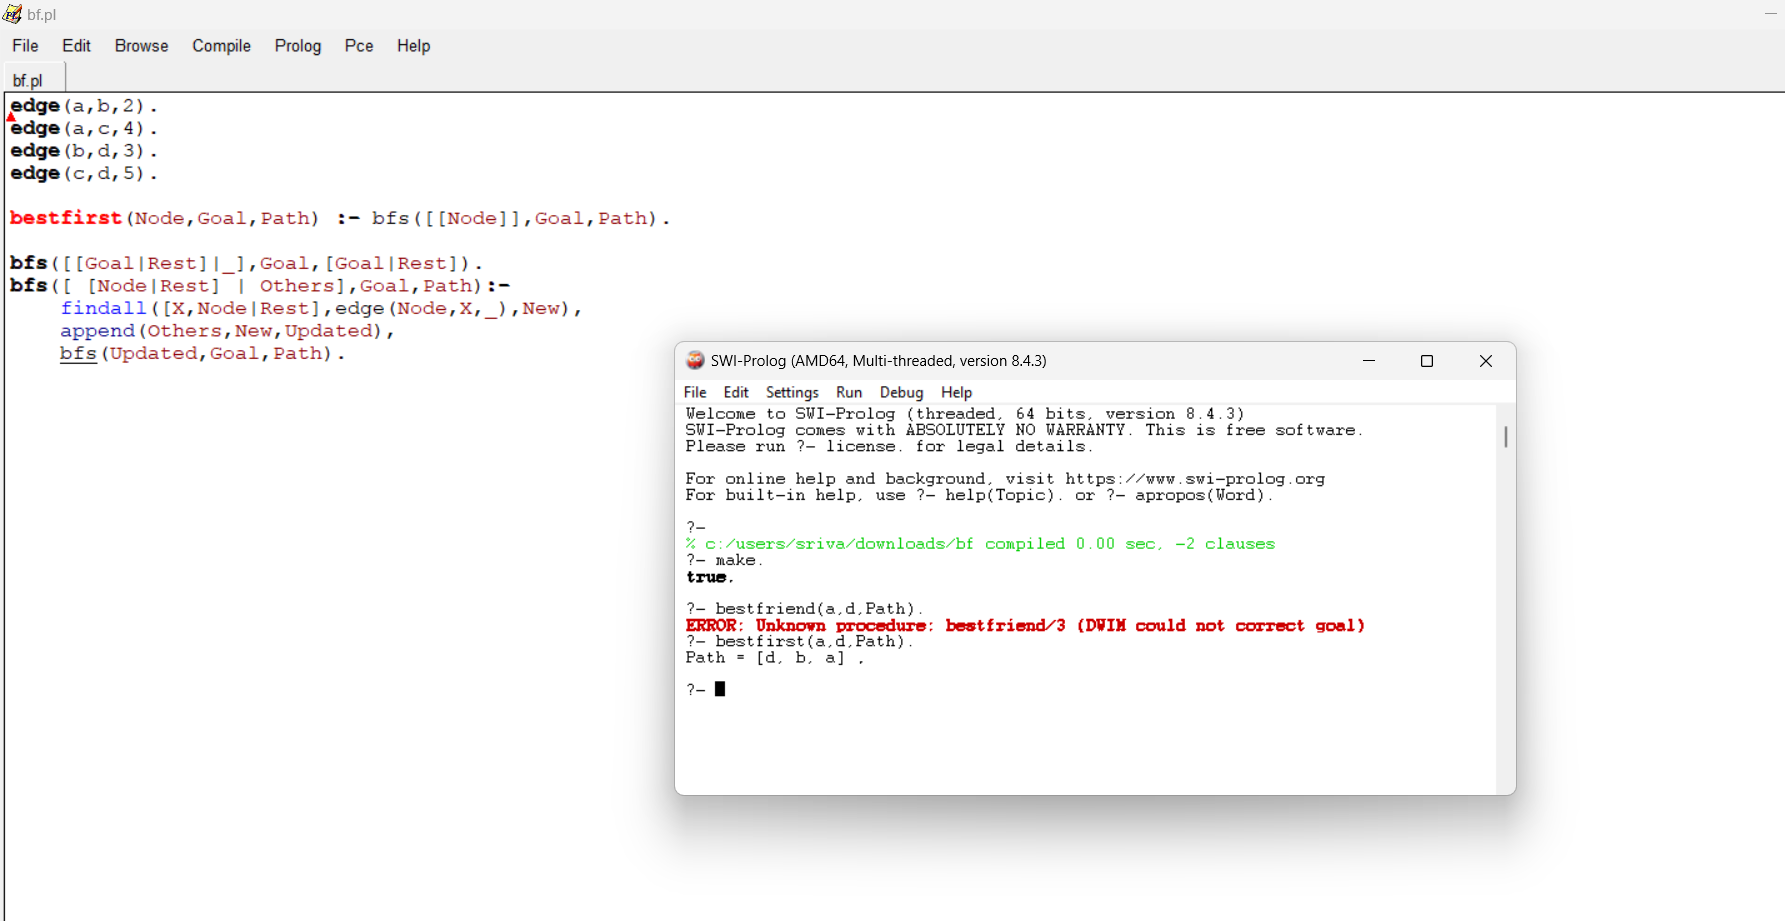 bf.pl
File Edit Browse Compile Prolog Pce Help
bf.pl
edge(a,b,2).
edge(a,c,4).
edge(b,d,3).
edge(c,d,5).
bestfirst(Node,Goal,Path) :- bfs([[Node]],Goal,Path).
bfs([[Goal|Rest]|_],Goal,[Goal|Rest]).
bfs([ [Node|Rest] | Others],Goal,Path):-
findall([X,Node|Rest],edge(Node,X,_),New),
append(Others,New,Updated),
bfs(Updated,Goal,Path).
SWI-Prolog (AMD64, Multi-threaded, version 8.4.3)
File Edit Settings Run Debug Help
Welcome to SWI-Prolog (threaded, 64 bits, version 8.4.3)
SWI-Prolog comes with ABSOLUTELY NO WARRANTY. This is free software.
Please run ?- license. for legal details.
For online help and background, visit https://www.swi-prolog.org
For built-in help, use ?- help(Topic). or ?- apropos(Word).
?-
% c:/users/sriva/downloads/bf compiled 0.00 sec, -2 clauses
?- make.
true.
?- bestfriend(a,d,Path).
ERROR: Unknown procedure: bestfriend/3 (DWIM could not correct goal)
?- bestfirst(a,d,Path).
Path = [d, b, a] .
?-